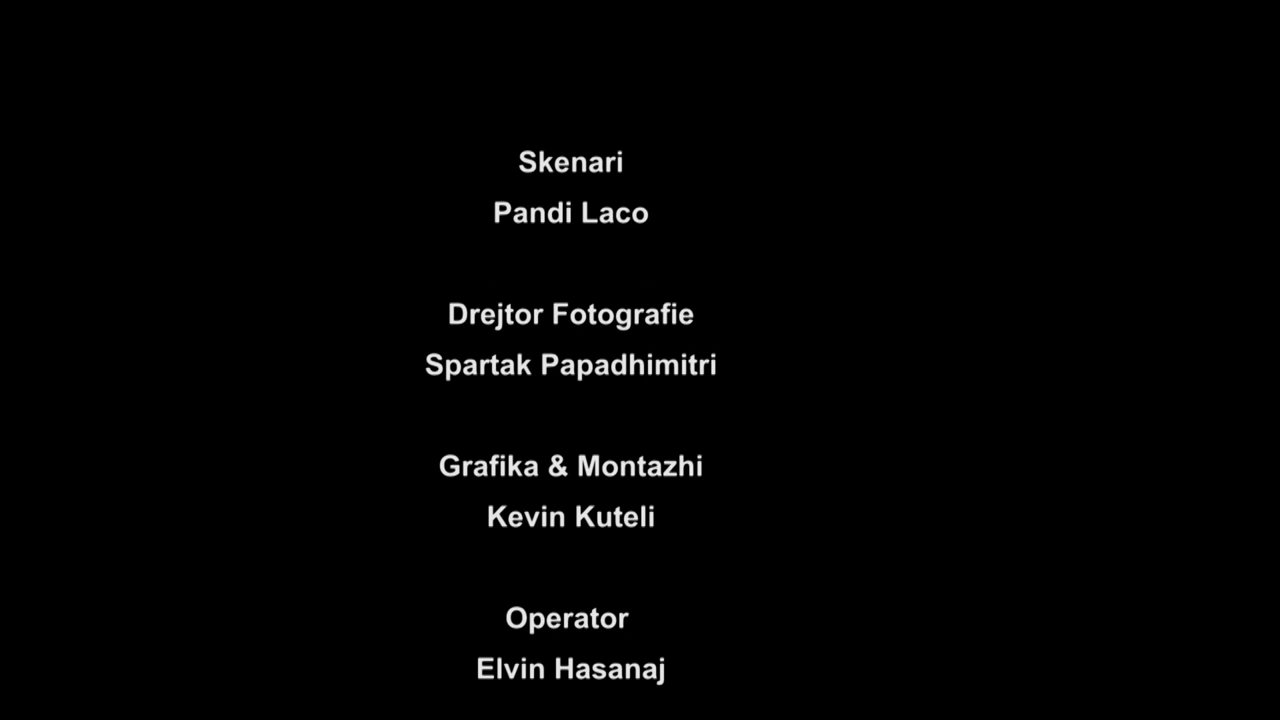 Skenari
Pandi Laco
Drejtor Fotografie
Spartak Papadhimitri
Grafika & Montazhi
Kevin Kuteli
Operator
Elvin Hasanaj